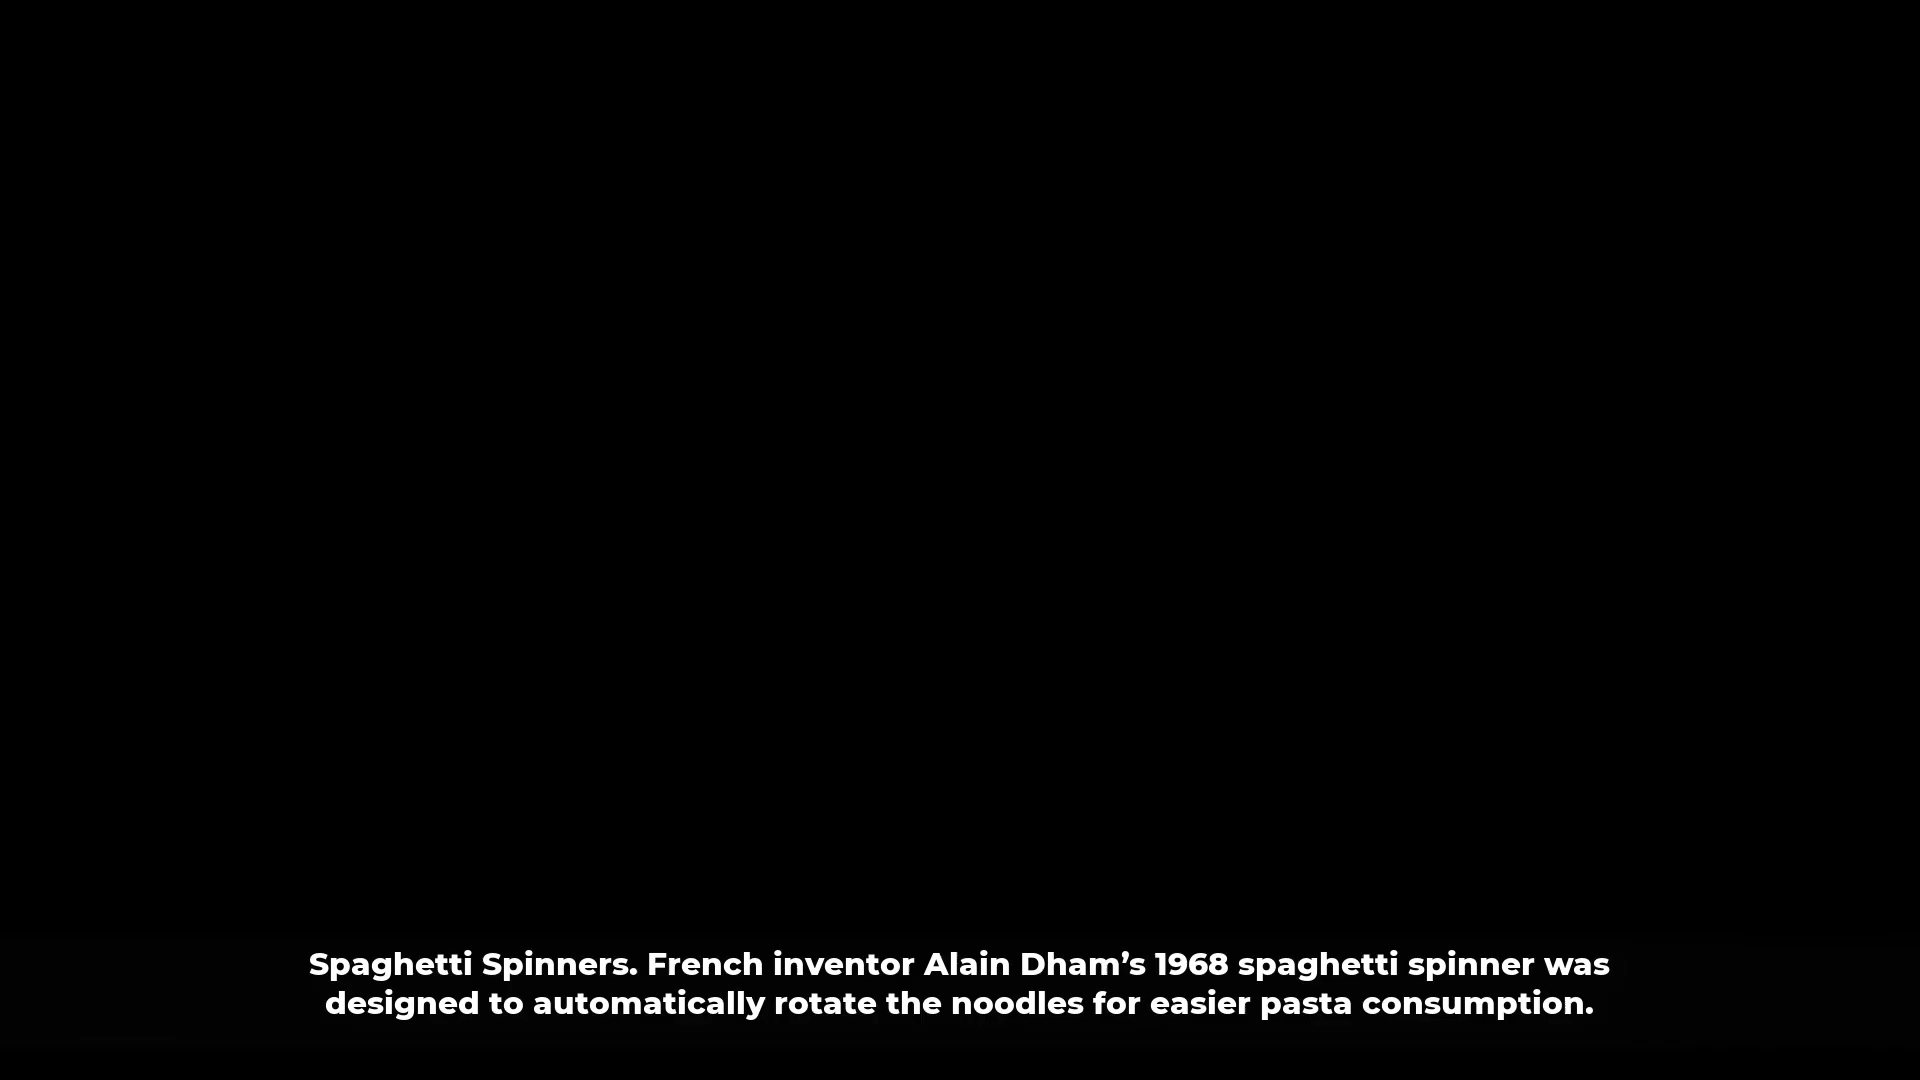 Spaghetti Spinners. French inventor Alain Dham’s 1968 spaghetti spinner was
designed to automatically rotate the noodles for easier pasta consumption.